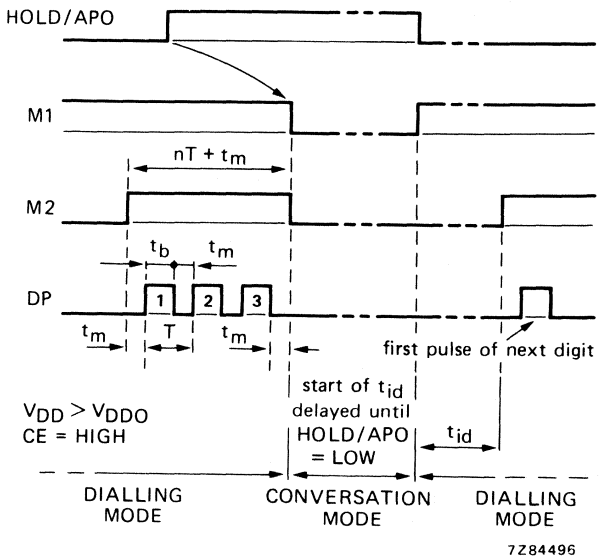 HOLD/APO
M1
nT + tm
M2
tb tm
DP 1 2 3
tm T tm
first pulse of next digit
start of tid
delayed until
HOLD/APO
= LOW
tid
VDD > VDDO
CE = HIGH
DIALLING
MODE
CONVERSATION
MODE
DIALLING
MODE
7Z84496